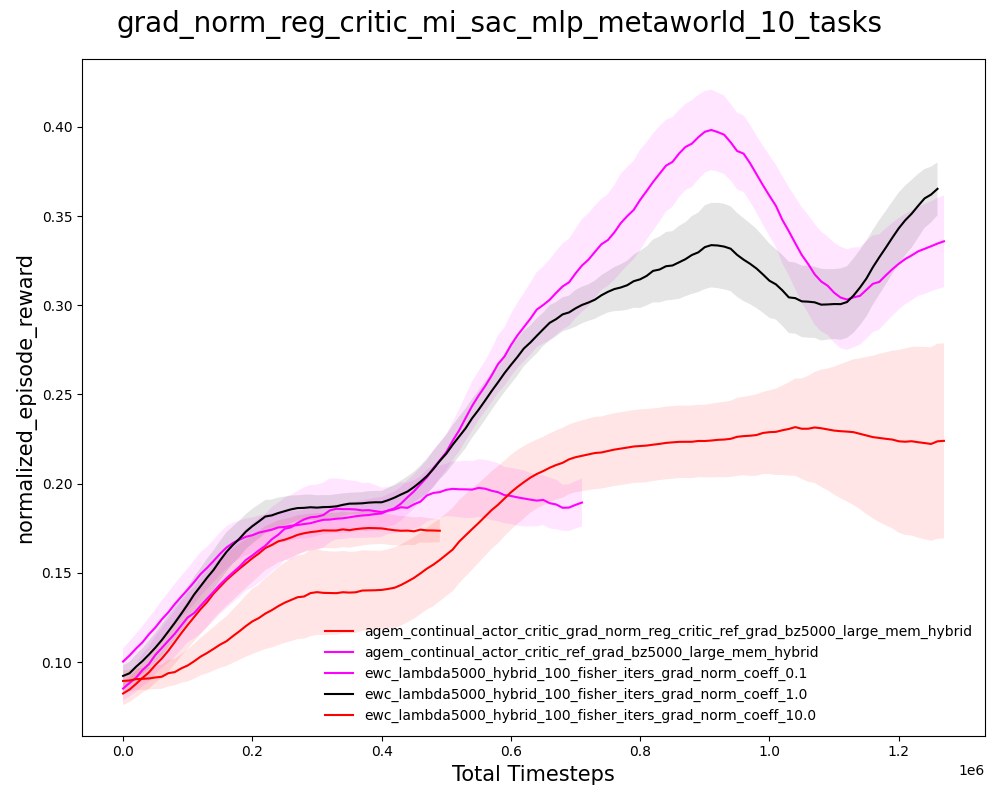 grad_norm_reg_critic_mi_sac_mlp_metaworld_10_tasks
normalized_episode_reward
0.40
0.35
0.30
0.25
0.20
0.15
0.10
agem_continual_actor_critic_grad_norm_reg_critic_ref_grad_bz5000_large_mem_hybrid
agem_continual_actor_critic_ref_grad_bz5000_large_mem_hybrid
ewc_lambda5000_hybrid_100_fisher_iters_grad_norm_coeff_0.1
ewc_lambda5000_hybrid_100_fisher_iters_grad_norm_coeff_1.0
ewc_lambda5000_hybrid_100_fisher_iters_grad_norm_coeff_10.0
0.0 0.2 0.4 0.6 0.8 1.0 1.2
1e6
Total Timesteps